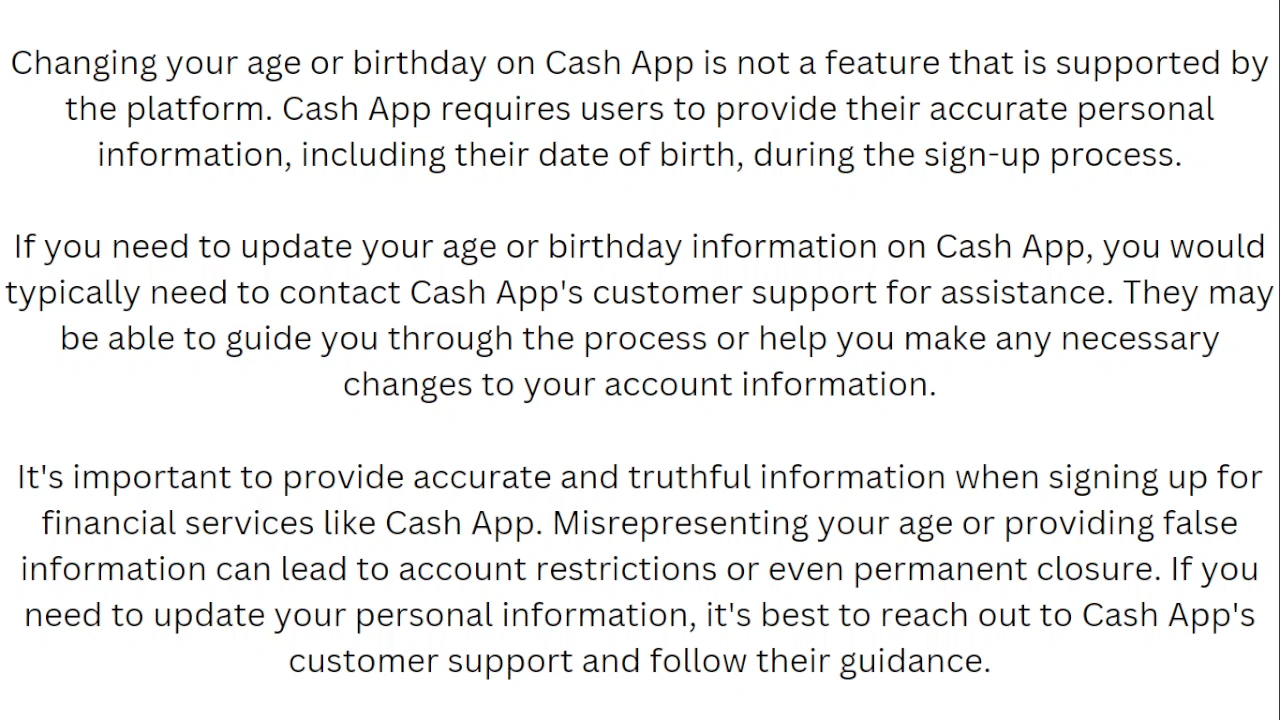 Changing your age or birthday on Cash App is not a feature that is supported by
the platform. Cash App requires users to provide their accurate personal
information, including their date of birth, during the sign-up process.
If you need to update your age or birthday information on Cash App, you would
typically need to contact Cash App's customer support for assistance. They may
be able to guide you through the process or help you make any necessary
changes to your account information.
It's important to provide accurate and truthful information when signing up for
financial services like Cash App. Misrepresenting your age or providing false
information can lead to account restrictions or even permanent closure. If you
need to update your personal information, it's best to reach out to Cash App's
customer support and follow their guidance.